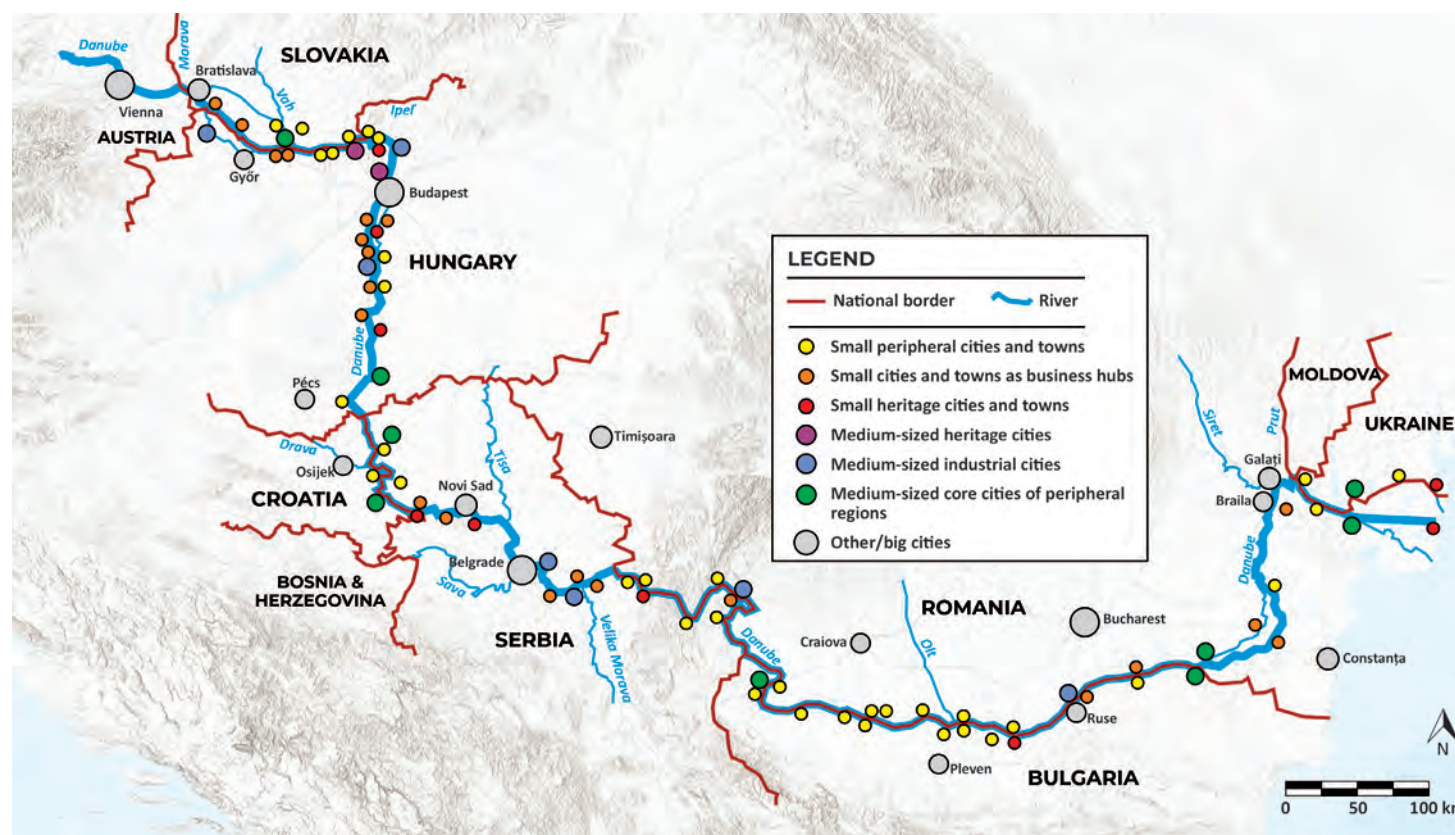 Danube
Morava
SLOVAKIA
Bratislava
Vah
Ipeľ
Vienna
AUSTRIA
Győr
Budapest
HUNGARY
Danube
Pécs
Drava
Osijek
Tisa
Timișoara
CROATIA
Novi Sad
Belgrade
Sava
BOSNIA &
HERZEGOVINA
SERBIA
Velika Morava
Danube
Craiova
Olt
ROMANIA
Bucharest
Ruse
Pleven
BULGARIA
Constanța
Danube
Braila
Galați
Siret
Prut
MOLDOVA
UKRAINE
LEGEND
National border
River
Small peripheral cities and towns
Small cities and towns as business hubs
Small heritage cities and towns
Medium-sized heritage cities
Medium-sized industrial cities
Medium-sized core cities of peripheral
regions
Other/big cities
N
0 50 100 km